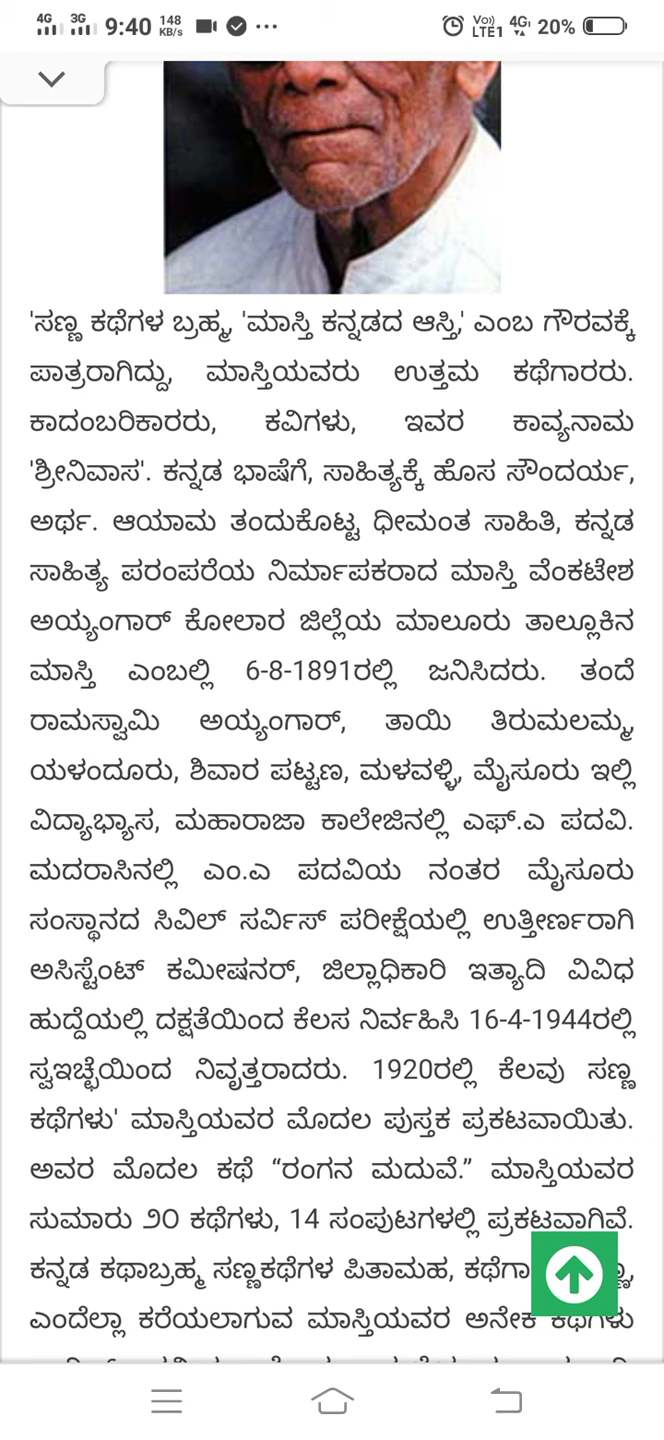 4G 3G 9:40 148 KB/s ... Vo)) LTE1 4G 20%
'ಸಣ್ಣ ಕಥೆಗಳ ಬ್ರಹ್ಮ, 'ಮಾಸ್ತಿ ಕನ್ನಡದ ಆಸ್ತಿ,' ಎಂಬ ಗೌರವಕ್ಕೆ
ಪಾತ್ರರಾಗಿದ್ದು, ಮಾಸ್ತಿಯವರು ಉತ್ತಮ ಕಥೆಗಾರರು.
ಕಾದಂಬರಿಕಾರರು, ಕವಿಗಳು, ಇವರ ಕಾವ್ಯನಾಮ
'ಶ್ರೀನಿವಾಸ'. ಕನ್ನಡ ಭಾಷೆಗೆ, ಸಾಹಿತ್ಯಕ್ಕೆ ಹೊಸ ಸೌಂದರ್ಯ,
ಅರ್ಥ. ಆಯಾಮ ತಂದುಕೊಟ್ಟ ಧೀಮಂತ ಸಾಹಿತಿ, ಕನ್ನಡ
ಸಾಹಿತ್ಯ ಪರಂಪರೆಯ ನಿರ್ಮಾಪಕರಾದ ಮಾಸ್ತಿ ವೆಂಕಟೇಶ
ಅಯ್ಯಂಗಾರ್ ಕೋಲಾರ ಜಿಲ್ಲೆಯ ಮಾಲೂರು ತಾಲ್ಲೂಕಿನ
ಮಾಸ್ತಿ ಎಂಬಲ್ಲಿ 6-8-1891ರಲ್ಲಿ ಜನಿಸಿದರು. ತಂದೆ
ರಾಮಸ್ವಾಮಿ ಅಯ್ಯಂಗಾರ್, ತಾಯಿ ತಿರುಮಲಮ್ಮ,
ಯಳಂದೂರು, ಶಿವಾರ ಪಟ್ಟಣ, ಮಳವಳ್ಳಿ, ಮೈಸೂರು ಇಲ್ಲಿ
ವಿದ್ಯಾಭ್ಯಾಸ, ಮಹಾರಾಜಾ ಕಾಲೇಜಿನಲ್ಲಿ ಎಫ್.ಎ ಪದವಿ.
ಮದರಾಸಿನಲ್ಲಿ ಎಂ.ಎ ಪದವಿಯ ನಂತರ ಮೈಸೂರು
ಸಂಸ್ಥಾನದ ಸಿವಿಲ್ ಸರ್ವಿಸ್ ಪರೀಕ್ಷೆಯಲ್ಲಿ ಉತ್ತೀರ್ಣರಾಗಿ
ಅಸಿಸ್ಟೆಂಟ್ ಕಮೀಷನರ್, ಜಿಲ್ಲಾಧಿಕಾರಿ ಇತ್ಯಾದಿ ವಿವಿಧ
ಹುದ್ದೆಯಲ್ಲಿ ದಕ್ಷತೆಯಿಂದ ಕೆಲಸ ನಿರ್ವಹಿಸಿ 16-4-1944ರಲ್ಲಿ
ಸ್ವಇಚ್ಛೆಯಿಂದ ನಿವೃತ್ತರಾದರು. 1920ರಲ್ಲಿ ಕೆಲವು ಸಣ್ಣ
ಕಥೆಗಳು' ಮಾಸ್ತಿಯವರ ಮೊದಲ ಪುಸ್ತಕ ಪ್ರಕಟವಾಯಿತು.
ಅವರ ಮೊದಲ ಕಥೆ “ರಂಗನ ಮದುವೆ.” ಮಾಸ್ತಿಯವರ
ಸುಮಾರು ೨೦ ಕಥೆಗಳು, 14 ಸಂಪುಟಗಳಲ್ಲಿ ಪ್ರಕಟವಾಗಿವೆ.
ಕನ್ನಡ ಕಥಾಬ್ರಹ್ಮ ಸಣ್ಣಕಥೆಗಳ ಪಿತಾಮಹ,
ಎಂದೆಲ್ಲಾ ಕರೆಯಲಾಗುವ ಮಾಸ್ತಿಯವರ ಅನೇಕ ಕಥೆಗಳು